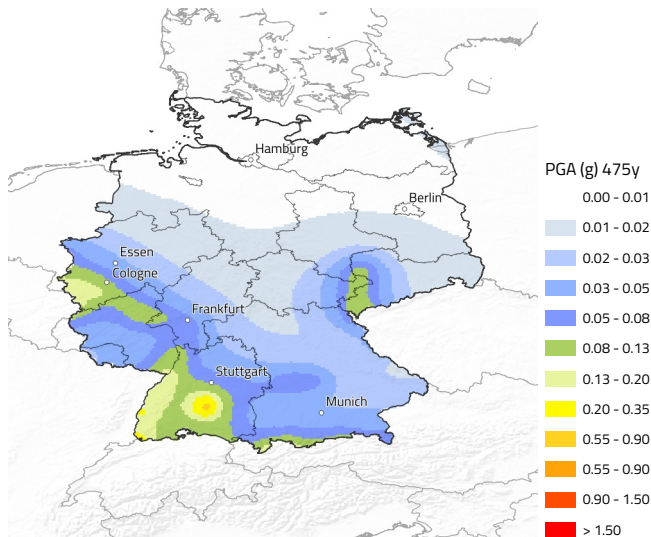 Hamburg
Berlin
Essen
Cologne
Frankfurt
Stuttgart
Munich
PGA (g) 475y
0.00 - 0.01
0.01 - 0.02
0.02 - 0.03
0.03 - 0.05
0.05 - 0.08
0.08 - 0.13
0.13 - 0.20
0.20 - 0.35
0.55 - 0.90
0.55 - 0.90
0.90 - 1.50
> 1.50